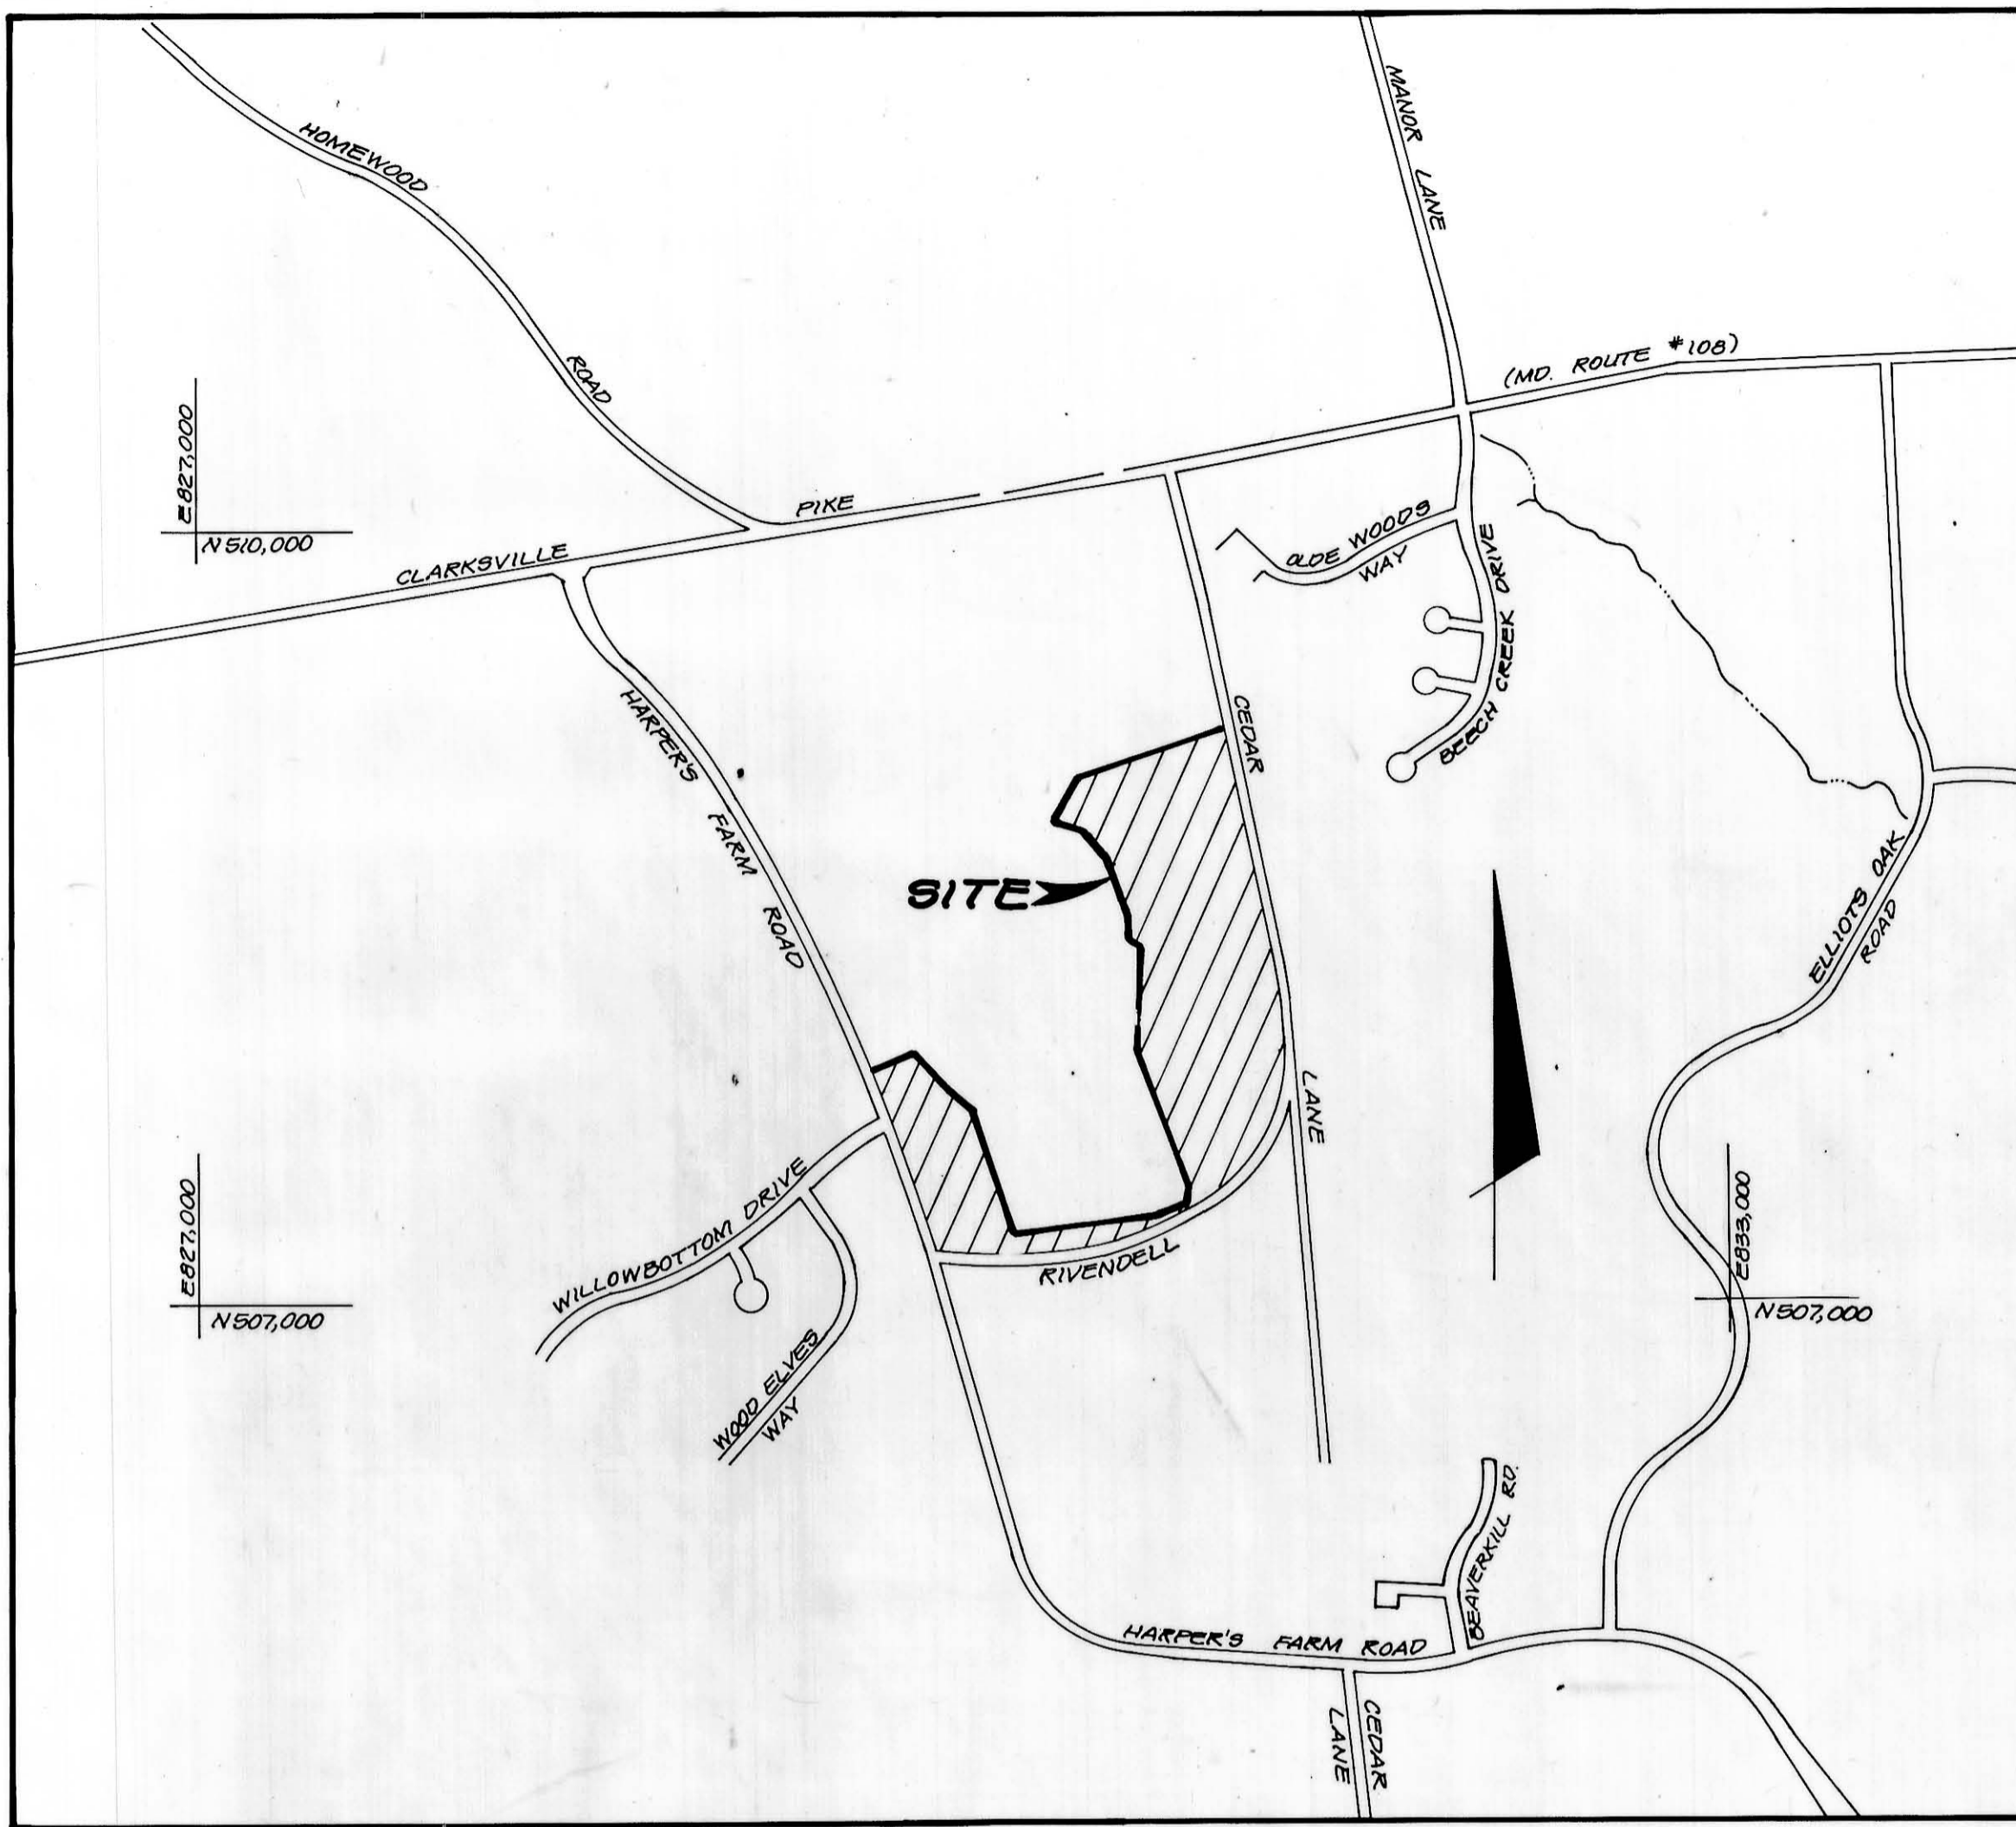 HOMEWOOD
ROAD
MANOR LANE
(MD. ROUTE #108)
E827,000
N510,000
CLARKSVILLE
PIKE
OLDE WOODS
WAY
BEECH CREEK DRIVE
HARPER'S FARM ROAD
CEDAR
LANE
SITE
ELLIOTS OAK
ROAD
WILLOWBOTTOM DRIVE
RIVENDELL
E827,000
N507,000
E833,000
N507,000
WOOD ELVES
WAY
BEAVERKILL RD.
HARPER'S FARM ROAD
CEDAR
LANE